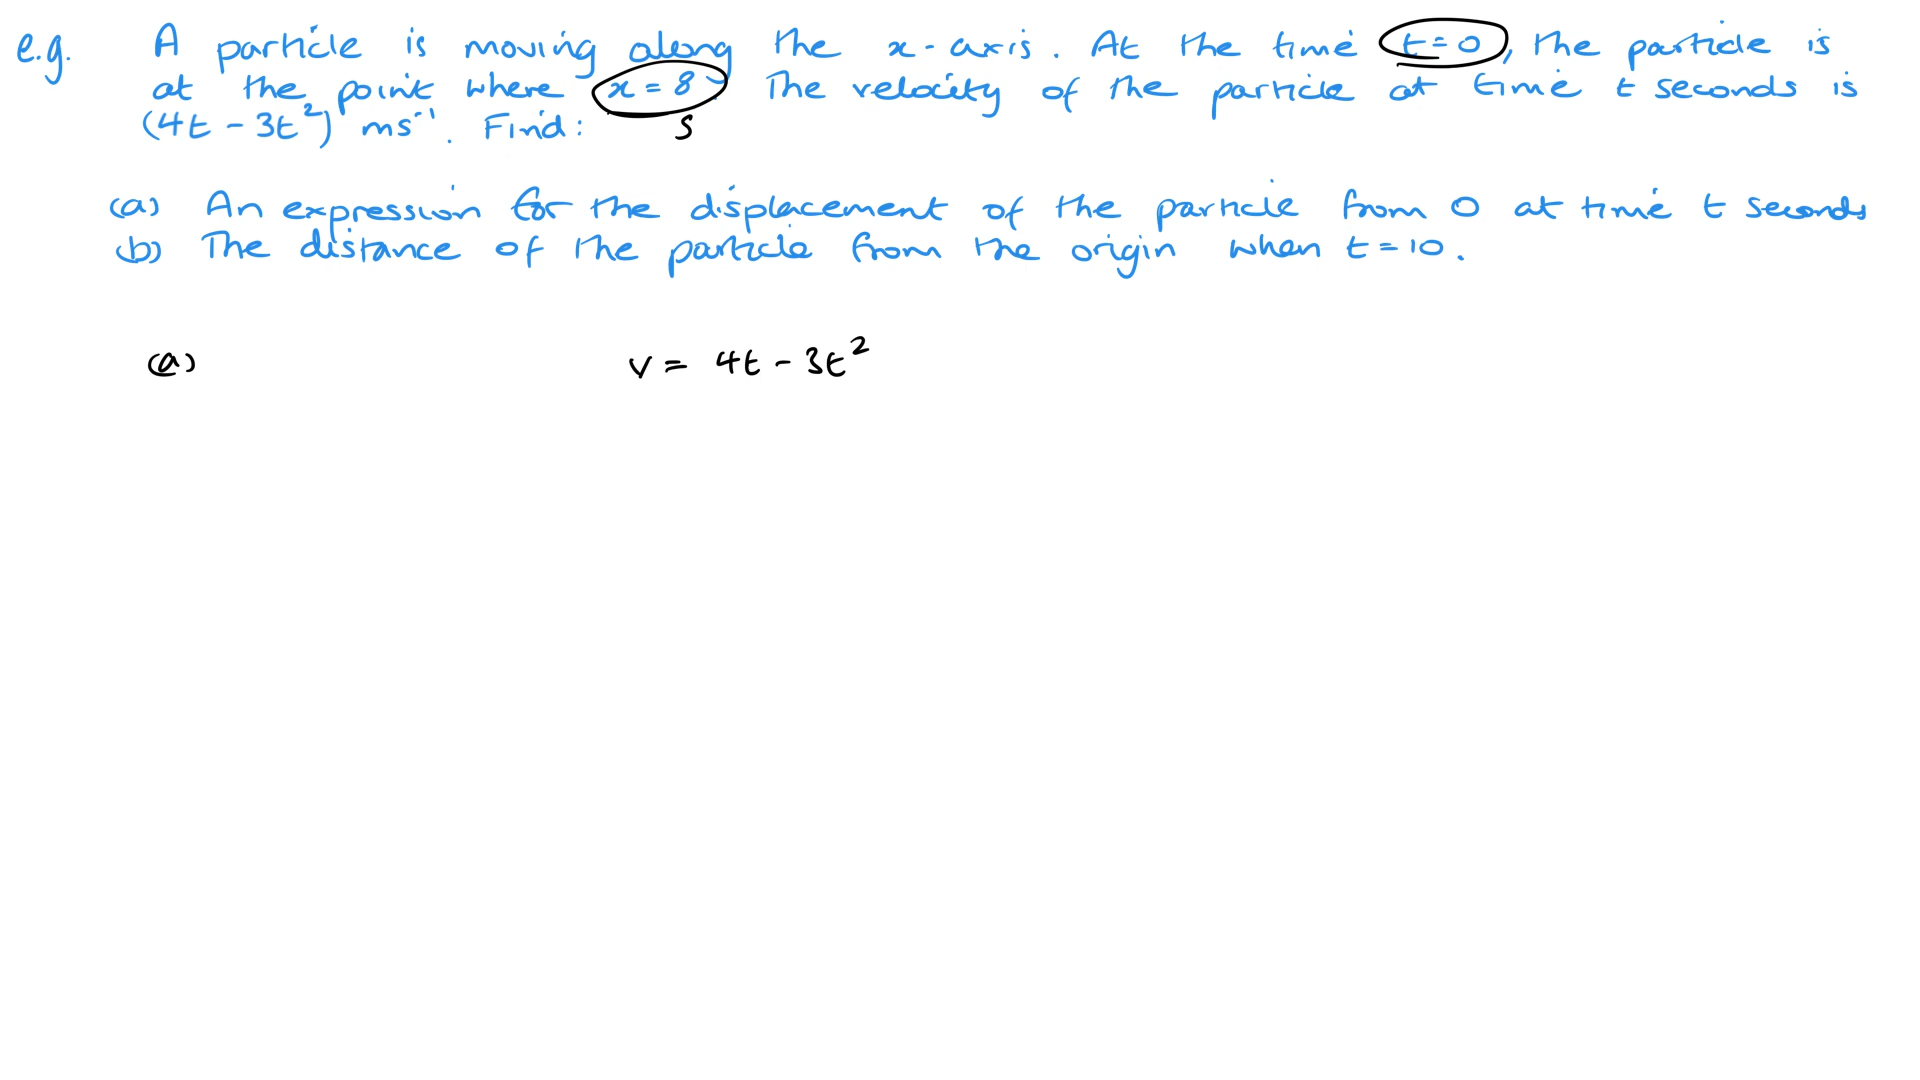 e.g. A particle is moving along the x-axis. At the time t=0, the particle is
at the point where x = 8. The velocity of the particle at time t seconds is
(4t - 3t²) ms⁻¹. Find: s
(a) An expression for the displacement of the particle from O at time t seconds
(b) The distance of the particle from the origin when t=10.
(a) v = 4t - 3t²